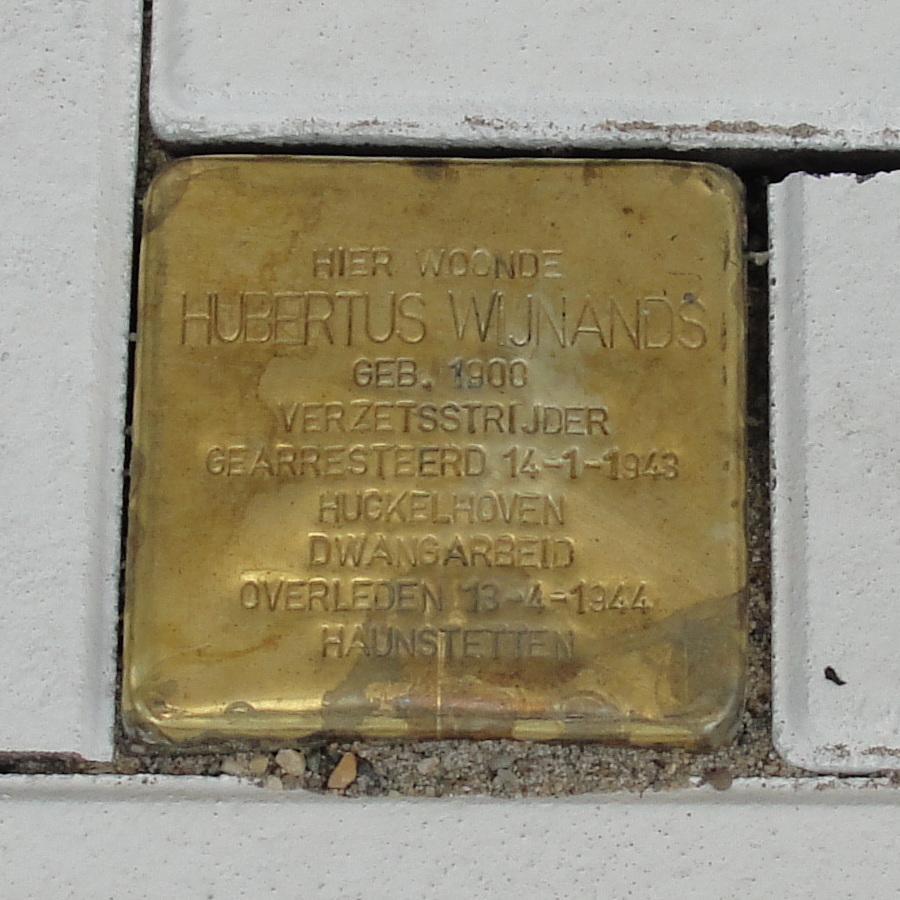 HIER WOONDE
HUBERTUS WIJNANDS
GEB. 1900
VERZETSSTRIJDER
GEARRESTEERD 14-1-1943
HUCKELHOVEN
DWANGARBEID
OVERLEDEN 13-4-1944
HAUNSTETTEN